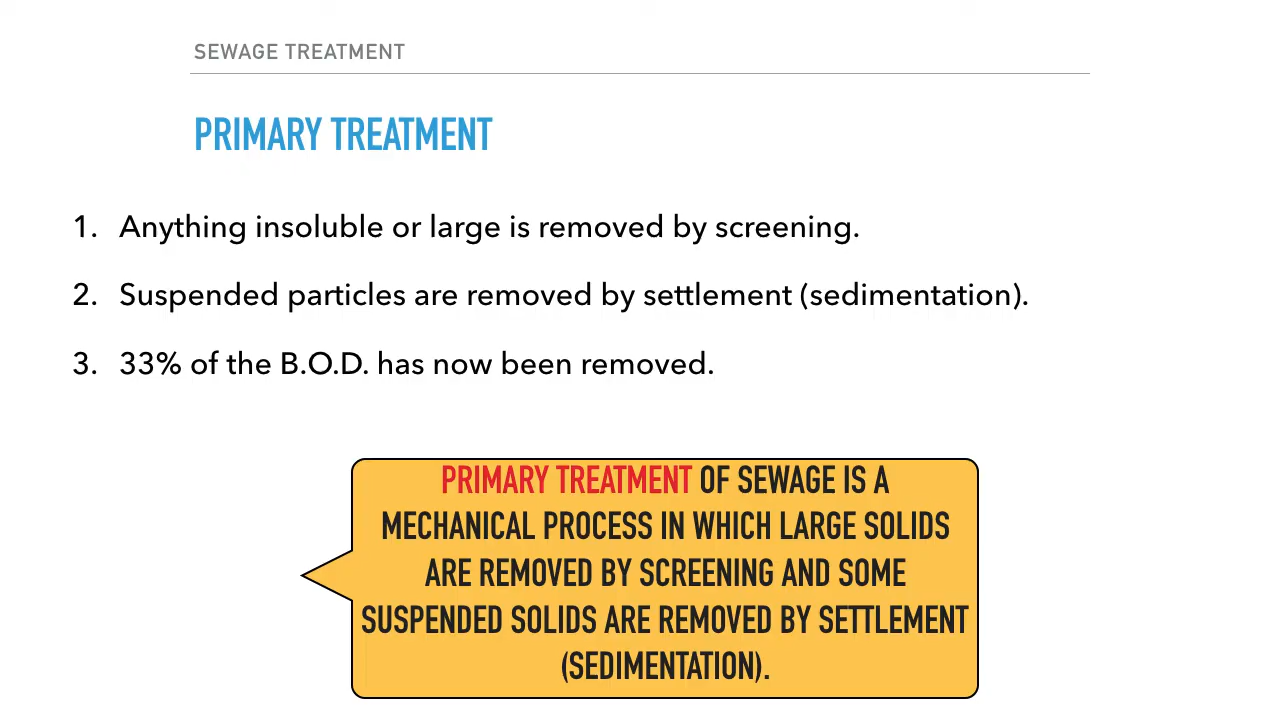 SEWAGE TREATMENT
PRIMARY TREATMENT
1. Anything insoluble or large is removed by screening.
2. Suspended particles are removed by settlement (sedimentation).
3. 33% of the B.O.D. has now been removed.
PRIMARY TREATMENT OF SEWAGE IS A
MECHANICAL PROCESS IN WHICH LARGE SOLIDS
ARE REMOVED BY SCREENING AND SOME
SUSPENDED SOLIDS ARE REMOVED BY SETTLEMENT
(SEDIMENTATION).